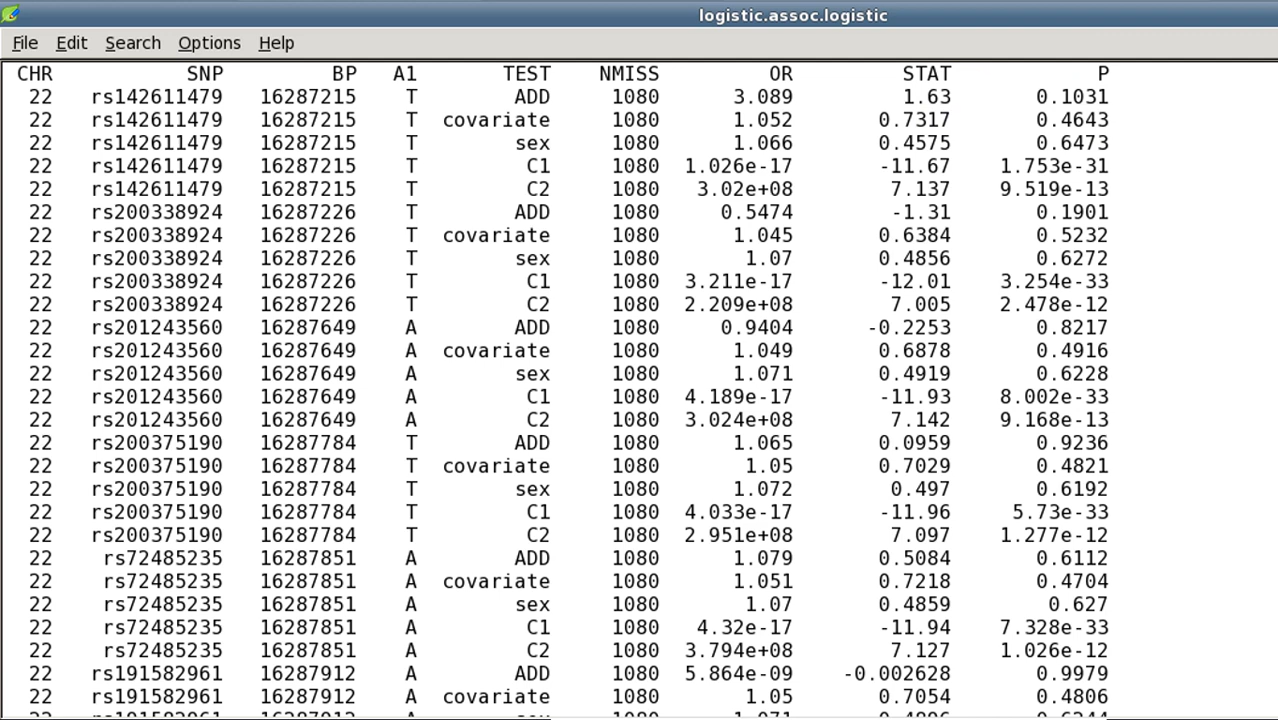 logistic.assoc.logistic
File Edit Search Options Help
CHR SNP BP A1 TEST NMISS OR STAT P
22 rs142611479 16287215 T ADD 1080 3.089 1.63 0.1031
22 rs142611479 16287215 T covariate 1080 1.052 0.7317 0.4643
22 rs142611479 16287215 T sex 1080 1.066 0.4575 0.6473
22 rs142611479 16287215 T C1 1080 1.026e-17 -11.67 1.753e-31
22 rs142611479 16287215 T C2 1080 3.02e+08 7.137 9.519e-13
22 rs200338924 16287226 T ADD 1080 0.5474 -1.31 0.1901
22 rs200338924 16287226 T covariate 1080 1.045 0.6384 0.5232
22 rs200338924 16287226 T sex 1080 1.07 0.4856 0.6272
22 rs200338924 16287226 T C1 1080 3.211e-17 -12.01 3.254e-33
22 rs200338924 16287226 T C2 1080 2.209e+08 7.005 2.478e-12
22 rs201243560 16287649 A ADD 1080 0.9404 -0.2253 0.8217
22 rs201243560 16287649 A covariate 1080 1.049 0.6878 0.4916
22 rs201243560 16287649 A sex 1080 1.071 0.4919 0.6228
22 rs201243560 16287649 A C1 1080 4.189e-17 -11.93 8.002e-33
22 rs201243560 16287649 A C2 1080 3.024e+08 7.142 9.168e-13
22 rs200375190 16287784 T ADD 1080 1.065 0.0959 0.9236
22 rs200375190 16287784 T covariate 1080 1.05 0.7029 0.4821
22 rs200375190 16287784 T sex 1080 1.072 0.497 0.6192
22 rs200375190 16287784 T C1 1080 4.033e-17 -11.96 5.73e-33
22 rs200375190 16287784 T C2 1080 2.951e+08 7.097 1.277e-12
22 rs72485235 16287851 A ADD 1080 1.079 0.5084 0.6112
22 rs72485235 16287851 A covariate 1080 1.051 0.7218 0.4704
22 rs72485235 16287851 A sex 1080 1.07 0.4859 0.627
22 rs72485235 16287851 A C1 1080 4.32e-17 -11.94 7.328e-33
22 rs72485235 16287851 A C2 1080 3.794e+08 7.127 1.026e-12
22 rs191582961 16287912 A ADD 1080 5.864e-09 -0.002628 0.9979
22 rs191582961 16287912 A covariate 1080 1.05 0.7054 0.4806